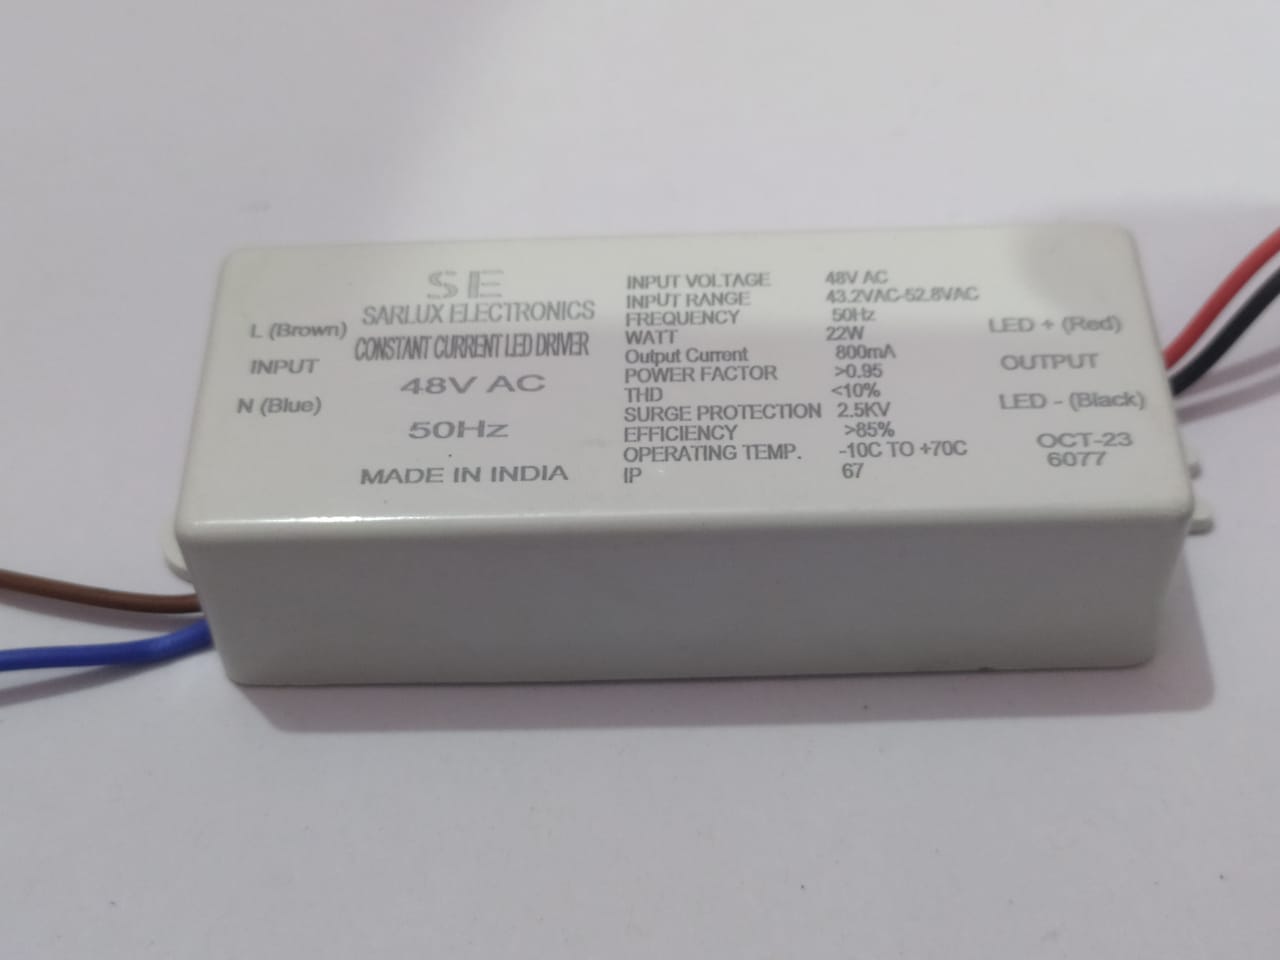 L (Brown)
INPUT
N (Blue)
SE
SARLUX ELECTRONICS
CONSTANT CURRENT LED DRIVER
48V AC
50Hz
MADE IN INDIA
INPUT VOLTAGE 48V AC
INPUT RANGE 43.2VAC-52.8VAC
FREQUENCY 50Hz
WATT 22W
Output Current 800mA
POWER FACTOR >0.95
THD <10%
SURGE PROTECTION 2.5KV
EFFICIENCY >85%
OPERATING TEMP. -10C TO +70C
IP 67
LED + (Red)
OUTPUT
LED - (Black)
OCT-23
6077